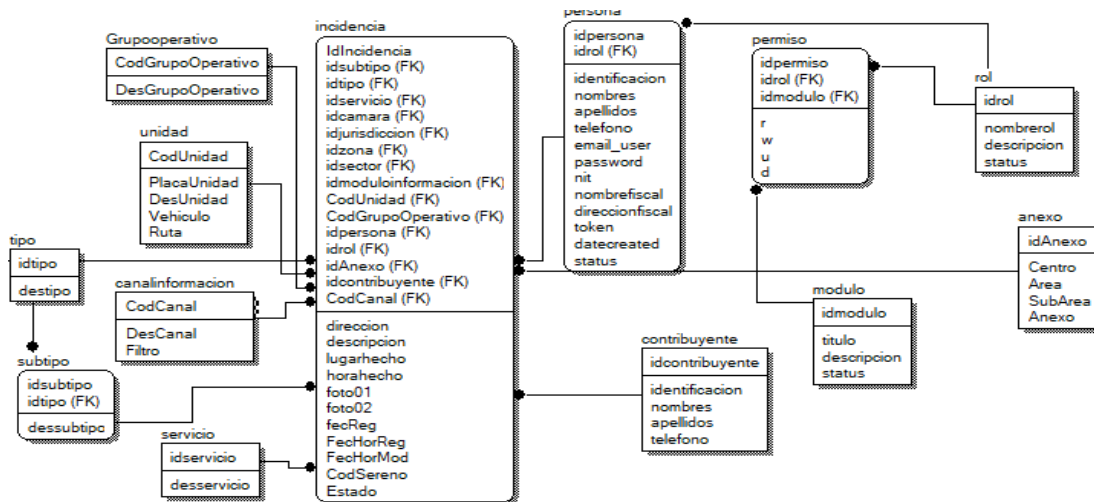 Grupooperativo
CodGrupoOperativo
DesGrupoOperativo
unidad
CodUnidad
PlacaUnidad
DesUnidad
Vehiculo
Ruta
tipo
idtipo
destipo
canalinformacion
CodCanal
DesCanal
Filtro
subtipo
idsubtipo
idtipo (FK)
dessubtipo
servicio
idservicio
desservicio
incidencia
IdIncidencia
idsubtipo (FK)
idtipo (FK)
idservicio (FK)
idcamara (FK)
idjurisdiccion (FK)
idzona (FK)
idsector (FK)
idmoduloinformacion (FK)
CodUnidad (FK)
CodGrupoOperativo (FK)
idpersona (FK)
idrol (FK)
idAnexo (FK)
idcontribuyente (FK)
CodCanal (FK)
direccion
descripcion
lugarhecho
horahecho
foto01
foto02
fecReg
FecHorReg
FecHorMod
CodSereno
Estado
persona
idpersona
idrol (FK)
identificacion
nombres
apellidos
telefono
email_user
password
nit
nombrefiscal
direccionfiscal
token
datecreated
status
contribuyente
idcontribuyente
identificacion
nombres
apellidos
telefono
permiso
idpermiso
idrol (FK)
idmodulo (FK)
r
w
u
d
modulo
idmodulo
titulo
descripcion
status
rol
idrol
nombrerol
descripcion
status
anexo
idAnexo
Centro
Area
SubArea
Anexo